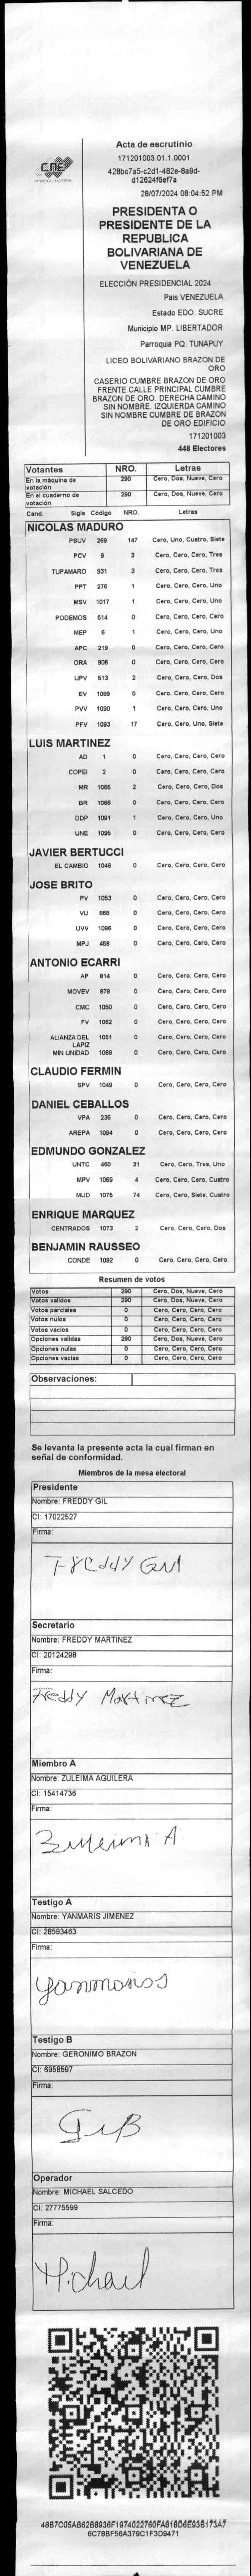 Acta de escrutinio
171201003.01.1.0001
428bc7a5-c2d1-482e-8a9d-
d12624f6ef7a
28/07/2024 08:04:52 PM
CNE
PRESIDENTA O
PRESIDENTE DE LA
REPUBLICA
BOLIVARIANA DE
VENEZUELA
ELECCIÓN PRESIDENCIAL 2024
Pais VENEZUELA
Estado EDO. SUCRE
Municipio MP. LIBERTADOR
Parroquia PQ. TUNAPUY
LICEO BOLIVARIANO BRAZON DE
ORO
CASERIO CUMBRE BRAZON DE ORO
FRENTE CALLE PRINCIPAL CUMBRE
BRAZON DE ORO. DERECHA CAMINO
SIN NOMBRE. IZQUIERDA CAMINO
SIN NOMBRE CUMBRE DE BRAZON
DE ORO EDIFICIO
171201003
448 Electores
Votantes NRO. Letras
En la máquina de votación 290 Cero, Dos, Nueve, Cero
En el cuaderno de votación 290 Cero, Dos, Nueve, Cero
Cand. Sigla Código NRO. Letras
NICOLAS MADURO
PSUV 269 147 Cero, Uno, Cuatro, Siete
PCV 9 3 Cero, Cero, Cero, Tres
TUPAMARO 931 3 Cero, Cero, Cero, Tres
PPT 276 1 Cero, Cero, Cero, Uno
MSV 1017 1 Cero, Cero, Cero, Uno
PODEMOS 514 0 Cero, Cero, Cero, Cero
MEP 6 1 Cero, Cero, Cero, Uno
APC 219 0 Cero, Cero, Cero, Cero
ORA 906 0 Cero, Cero, Cero, Cero
UPV 513 2 Cero, Cero, Cero, Dos
EV 1089 0 Cero, Cero, Cero, Cero
PVV 1090 1 Cero, Cero, Cero, Uno
PFV 1093 17 Cero, Cero, Uno, Siete
LUIS MARTINEZ
AD 1 0 Cero, Cero, Cero, Cero
COPEI 2 0 Cero, Cero, Cero, Cero
MR 1085 2 Cero, Cero, Cero, Dos
BR 1058 0 Cero, Cero, Cero, Cero
DDP 1091 1 Cero, Cero, Cero, Uno
UNE 1095 0 Cero, Cero, Cero, Cero
JAVIER BERTUCCI
EL CAMBIO 1048 0 Cero, Cero, Cero, Cero
JOSE BRITO
PV 1053 0 Cero, Cero, Cero, Cero
VU 868 0 Cero, Cero, Cero, Cero
UVV 1096 0 Cero, Cero, Cero, Cero
MPJ 458 0 Cero, Cero, Cero, Cero
ANTONIO ECARRI
AP 914 0 Cero, Cero, Cero, Cero
MOVEV 878 0 Cero, Cero, Cero, Cero
CMC 1050 0 Cero, Cero, Cero, Cero
FV 1062 0 Cero, Cero, Cero, Cero
ALIANZA DEL LAPIZ 1051 0 Cero, Cero, Cero, Cero
MIN UNIDAD 1068 0 Cero, Cero, Cero, Cero
CLAUDIO FERMIN
SPV 1049 0 Cero, Cero, Cero, Cero
DANIEL CEBALLOS
VPA 236 0 Cero, Cero, Cero, Cero
AREPA 1094 0 Cero, Cero, Cero, Cero
EDMUNDO GONZALEZ
UNTC 460 31 Cero, Cero, Tres, Uno
MPV 1069 4 Cero, Cero, Cero, Cuatro
MUD 1075 74 Cero, Cero, Siete, Cuatro
ENRIQUE MARQUEZ
CENTRADOS 1073 2 Cero, Cero, Cero, Dos
BENJAMIN RAUSSEO
CONDE 1082 0 Cero, Cero, Cero, Cero
Resumen de votos
Votos 290 Cero, Dos, Nueve, Cero
Votos validos 290 Cero, Dos, Nueve, Cero
Votos parciales 0 Cero, Cero, Cero, Cero
Votos nulos 0 Cero, Cero, Cero, Cero
Votos vacios 0 Cero, Cero, Cero, Cero
Opciones validas 290 Cero, Dos, Nueve, Cero
Opciones nulas 0 Cero, Cero, Cero, Cero
Opciones vacias 0 Cero, Cero, Cero, Cero
Observaciones:
Se levanta la presente acta la cual firman en
señal de conformidad.
Miembros de la mesa electoral
Presidente
Nombre: FREDDY GIL
CI: 17022527
Firma:
Freddy Gil
Secretario
Nombre: FREDDY MARTINEZ
CI: 20124298
Firma:
Freddy Martinez
Miembro A
Nombre: ZULEIMA AGUILERA
CI: 15414736
Firma:
Zuleima A
Testigo A
Nombre: YANMARIS JIMENEZ
CI: 28593463
Firma:
Testigo B
Nombre: GERONIMO BRAZON
CI: 6958597
Firma:
Operador
Nombre: MICHAEL SALCEDO
CI: 27775599
Firma:
Michael